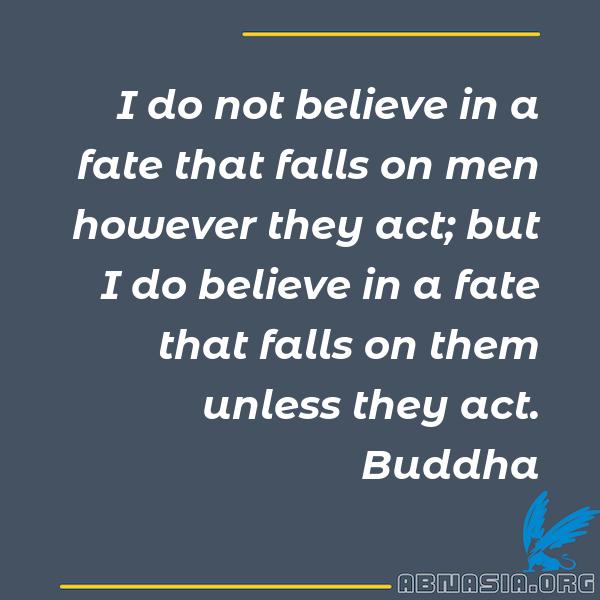 I do not believe in a
fate that falls on men
however they act; but
I do believe in a fate
that falls on them
unless they act.
Buddha
ABNASIA.ORG